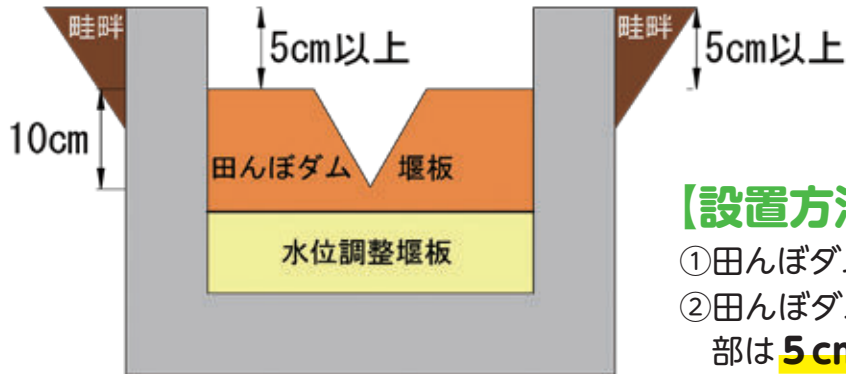 畦畔
5cm以上
畦畔
5cm以上
10cm
田んぼダム 堰板
水位調整堰板
【設置方
①田んぼダ
②田んぼダ
部は5cm